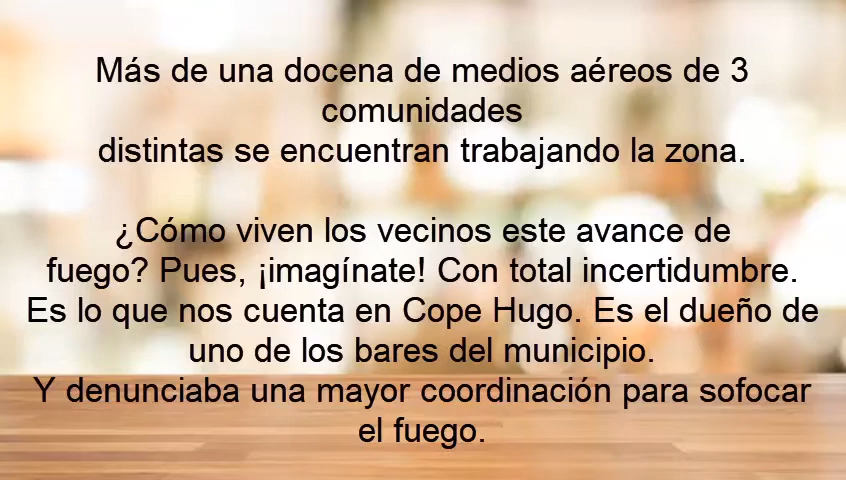 Más de una docena de medios aéreos de 3
comunidades
distintas se encuentran trabajando la zona.
¿Cómo viven los vecinos este avance de
fuego? Pues, ¡imagínate! Con total incertidumbre.
Es lo que nos cuenta en Cope Hugo. Es el dueño de
uno de los bares del municipio.
Y denunciaba una mayor coordinación para sofocar
el fuego.